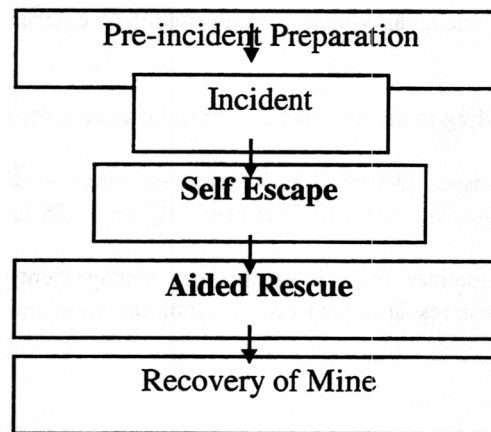 Pre-incident Preparation
Incident
Self Escape
Aided Rescue
Recovery of Mine